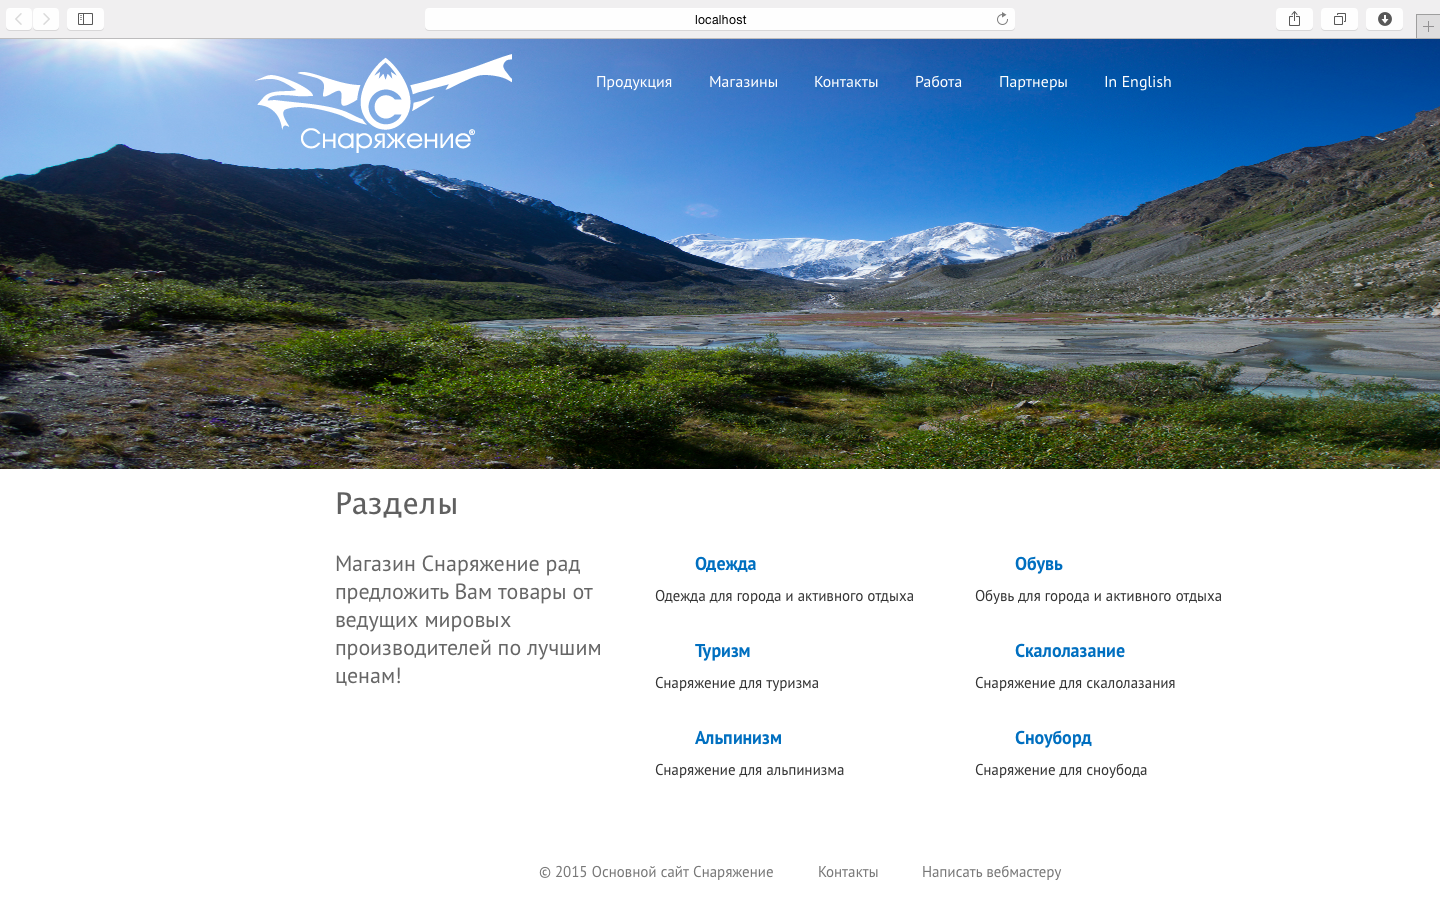 localhost
Снаряжение®
Продукция Магазины Контакты Работа Партнеры In English
Разделы
Магазин Снаряжение рад
предложить Вам товары от
ведущих мировых
производителей по лучшим
ценам!
Одежда
Одежда для города и активного отдыха
Обувь
Обувь для города и активного отдыха
Туризм
Снаряжение для туризма
Скалолазание
Снаряжение для скалолазания
Альпинизм
Снаряжение для альпинизма
Сноуборд
Снаряжение для сноубода
© 2015 Основной сайт Снаряжение Контакты Написать вебмастеру